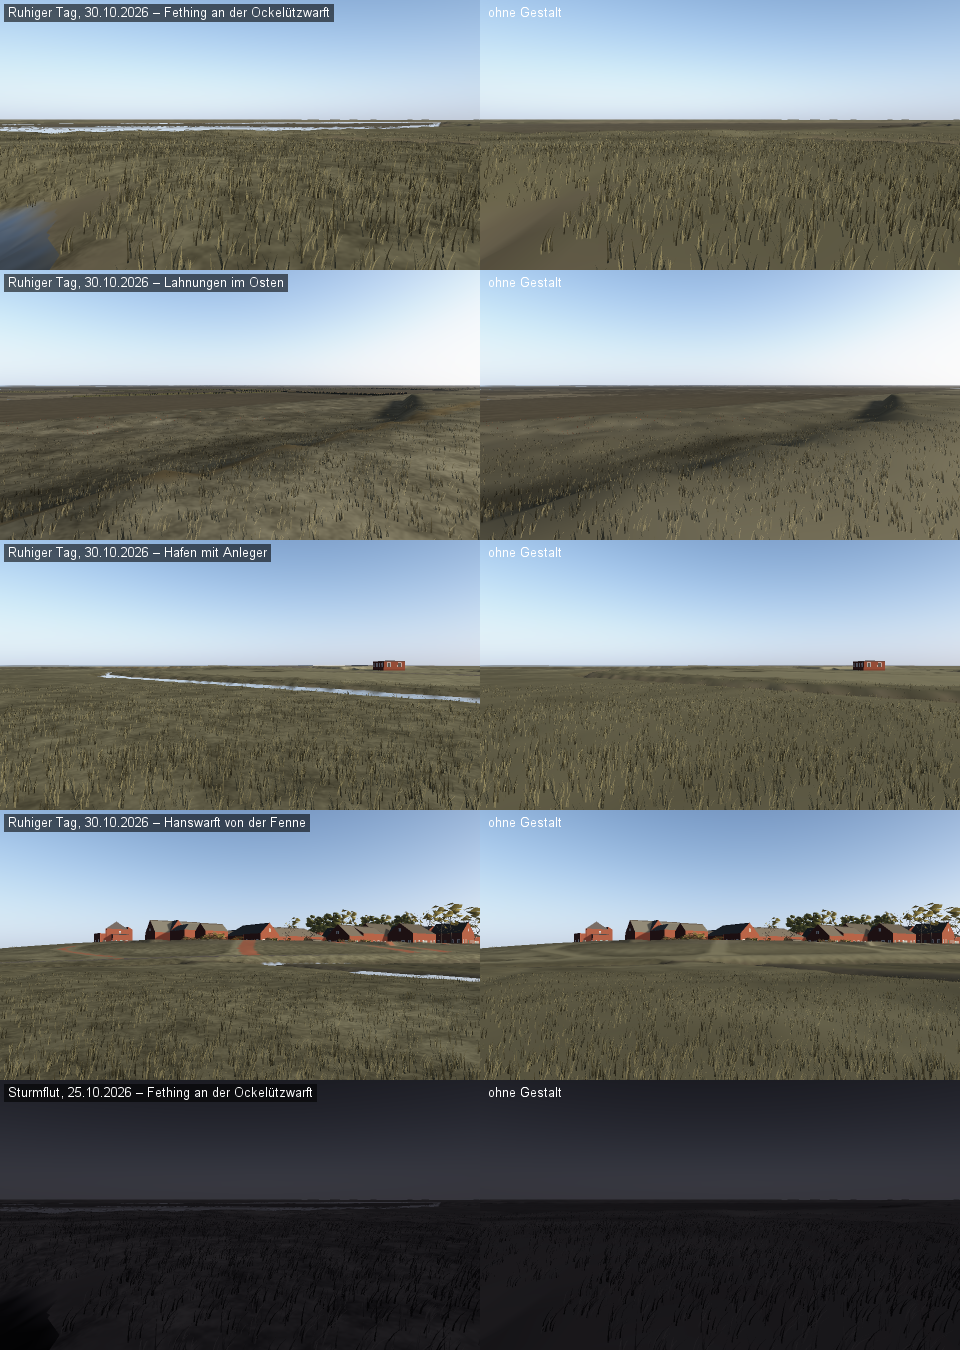 Ruhiger Tag, 30.10.2026 – Fething an der Ockelützwarft
ohne Gestalt
Ruhiger Tag, 30.10.2026 – Lahnungen im Osten
ohne Gestalt
Ruhiger Tag, 30.10.2026 – Hafen mit Anleger
ohne Gestalt
Ruhiger Tag, 30.10.2026 – Hanswarft von der Fenne
ohne Gestalt
Sturmflut, 25.10.2026 – Fething an der Ockelützwarft
ohne Gestalt